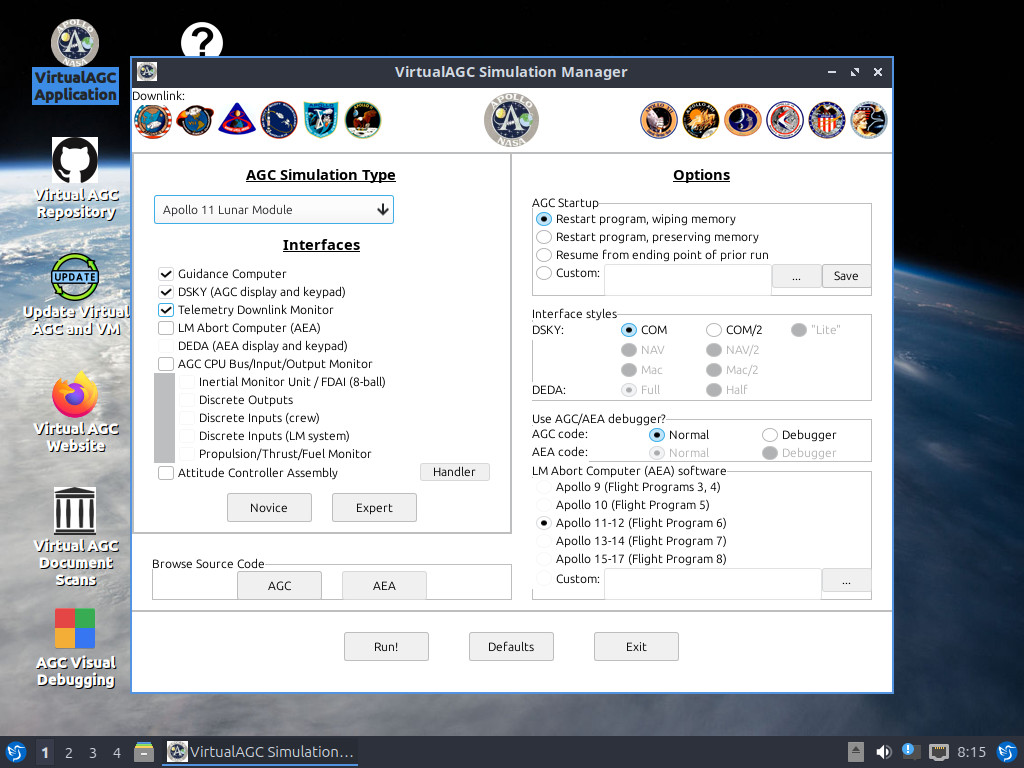 VirtualAGC
Application
Virtual AGC
Repository
UPDATE
Update Virtual
AGC and VM
Virtual AGC
Website
Virtual AGC
Document
Scans
AGC Visual
Debugging
?
VirtualAGC Simulation Manager
Downlink:
APOLLO
A
NASA
AGC Simulation Type
Apollo 11 Lunar Module
Interfaces
Guidance Computer
DSKY (AGC display and keypad)
Telemetry Downlink Monitor
LM Abort Computer (AEA)
DEDA (AEA display and keypad)
AGC CPU Bus/Input/Output Monitor
Inertial Monitor Unit / FDAI (8-ball)
Discrete Outputs
Discrete Inputs (crew)
Discrete Inputs (LM system)
Propulsion/Thrust/Fuel Monitor
Attitude Controller Assembly
Handler
Novice
Expert
Browse Source Code
AGC
AEA
Options
AGC Startup
Restart program, wiping memory
Restart program, preserving memory
Resume from ending point of prior run
Custom:
...
Save
Interface styles
DSKY:
COM
COM/2
"Lite"
NAV
NAV/2
Mac
Mac/2
DEDA:
Full
Half
Use AGC/AEA debugger?
AGC code:
Normal
Debugger
AEA code:
Normal
Debugger
LM Abort Computer (AEA) software
Apollo 9 (Flight Programs 3, 4)
Apollo 10 (Flight Program 5)
Apollo 11-12 (Flight Program 6)
Apollo 13-14 (Flight Program 7)
Apollo 15-17 (Flight Program 8)
Custom:
...
Run!
Defaults
Exit
1
2
3
4
VirtualAGC Simulation...
8:15